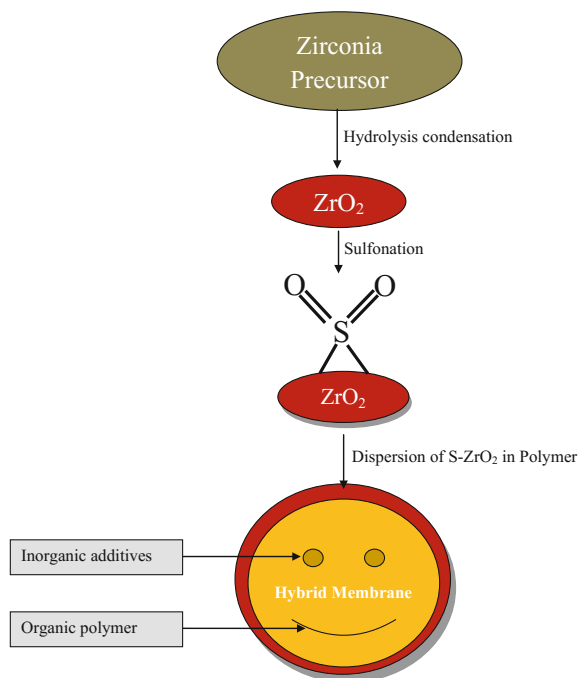 Zirconia
Precursor
Hydrolysis condensation
ZrO₂
Sulfonation
O O
S
ZrO₂
Dispersion of S-ZrO₂ in Polymer
Inorganic additives
Hybrid Membrane
Organic polymer